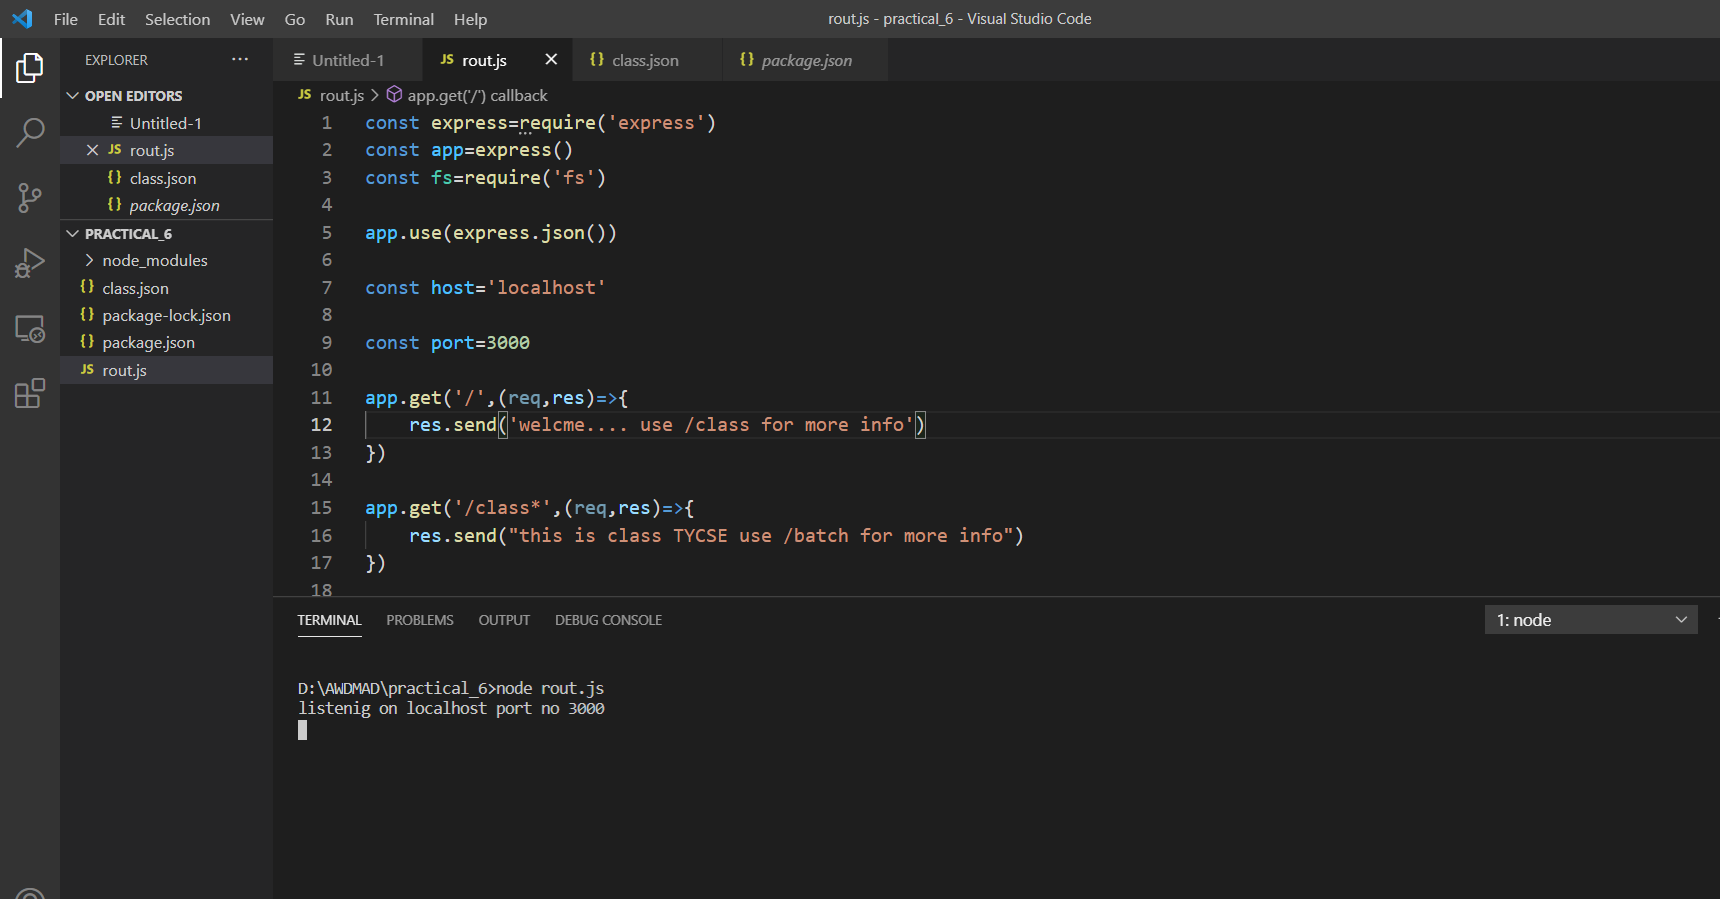 File Edit Selection View Go Run Terminal Help
rout.js - practical_6 - Visual Studio Code
EXPLORER ···
OPEN EDITORS
Untitled-1
JS rout.js
{} class.json
{} package.json
PRACTICAL_6
node_modules
{} class.json
{} package-lock.json
{} package.json
JS rout.js
Untitled-1 JS rout.js {} class.json {} package.json
JS rout.js > app.get('/') callback
1 const express=require('express')
2 const app=express()
3 const fs=require('fs')
4
5 app.use(express.json())
6
7 const host='localhost'
8
9 const port=3000
10
11 app.get('/',(req,res)=>{
12 res.send('welcme.... use /class for more info')
13 })
14
15 app.get('/class*',(req,res)=>{
16 res.send("this is class TYCSE use /batch for more info")
17 })
18
TERMINAL PROBLEMS OUTPUT DEBUG CONSOLE
1: node
D:\AWDMAD\practical_6>node rout.js
listenig on localhost port no 3000